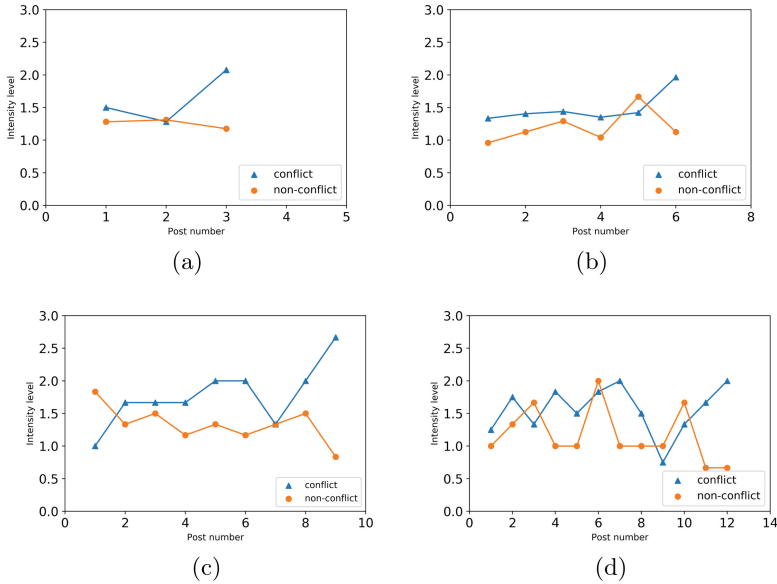 3.0
2.5
2.0
1.5
1.0
0.5
0.0
Intensity level
0 1 2 3 4 5
Post number
conflict
non-conflict
(a)
3.0
2.5
2.0
1.5
1.0
0.5
0.0
Intensity level
0 2 4 6 8
Post number
conflict
non-conflict
(b)
3.0
2.5
2.0
1.5
1.0
0.5
0.0
Intensity level
0 2 4 6 8 10
Post number
conflict
non-conflict
(c)
3.0
2.5
2.0
1.5
1.0
0.5
0.0
Intensity level
0 2 4 6 8 10 12 14
Post number
conflict
non-conflict
(d)